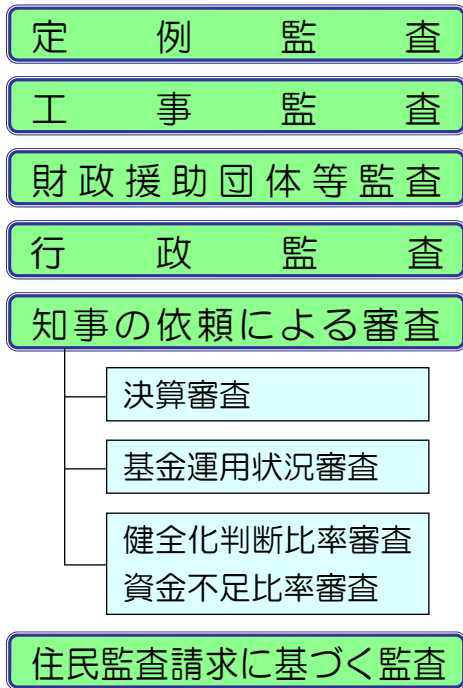 定例監査
工事監査
財政援助団体等監査
行政監査
知事の依頼による審査
決算審査
基金運用状況審査
健全化判断比率審査
資金不足比率審査
住民監査請求に基づく監査